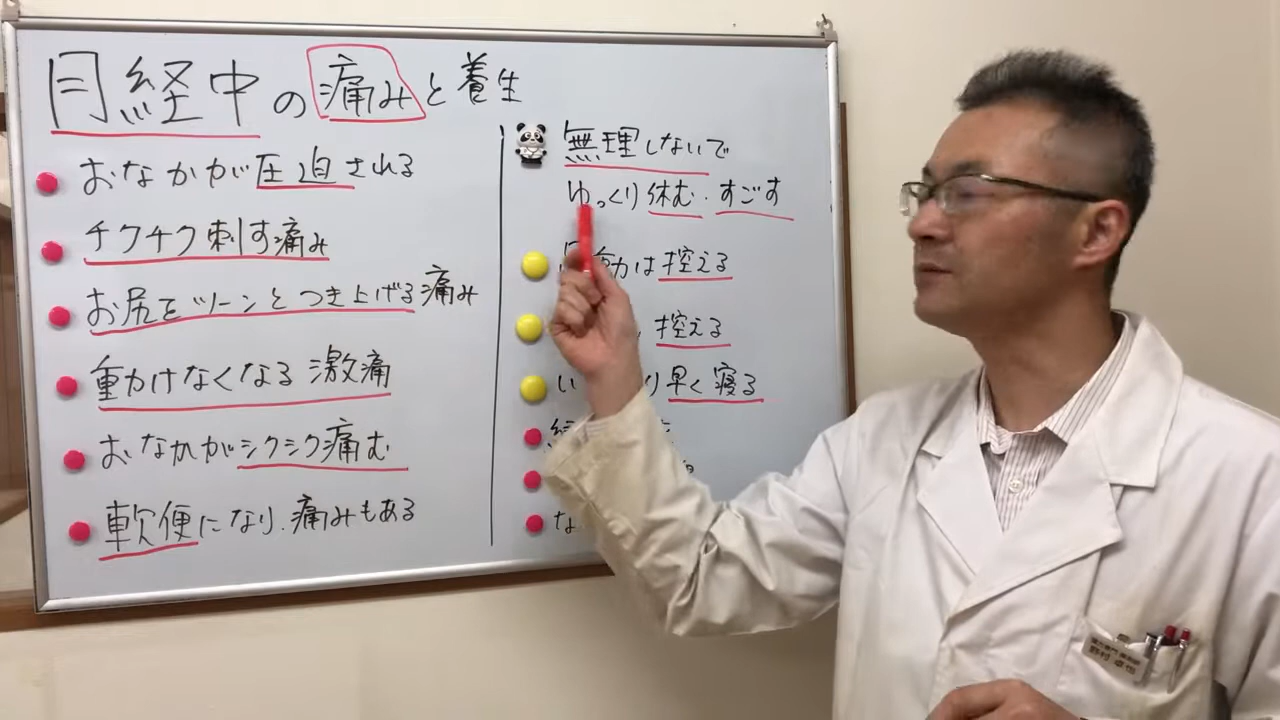 月経中の痛みと養生
おなかが圧迫される
チクチク刺す痛み
お尻をツーンとつき上げる痛み
動けなくなる激痛
おなかがシクシク痛む
軟便になり、痛みもある
無理しないで
ゆっくり休む・すごす
動は控える
控える
い り早く寝る
な